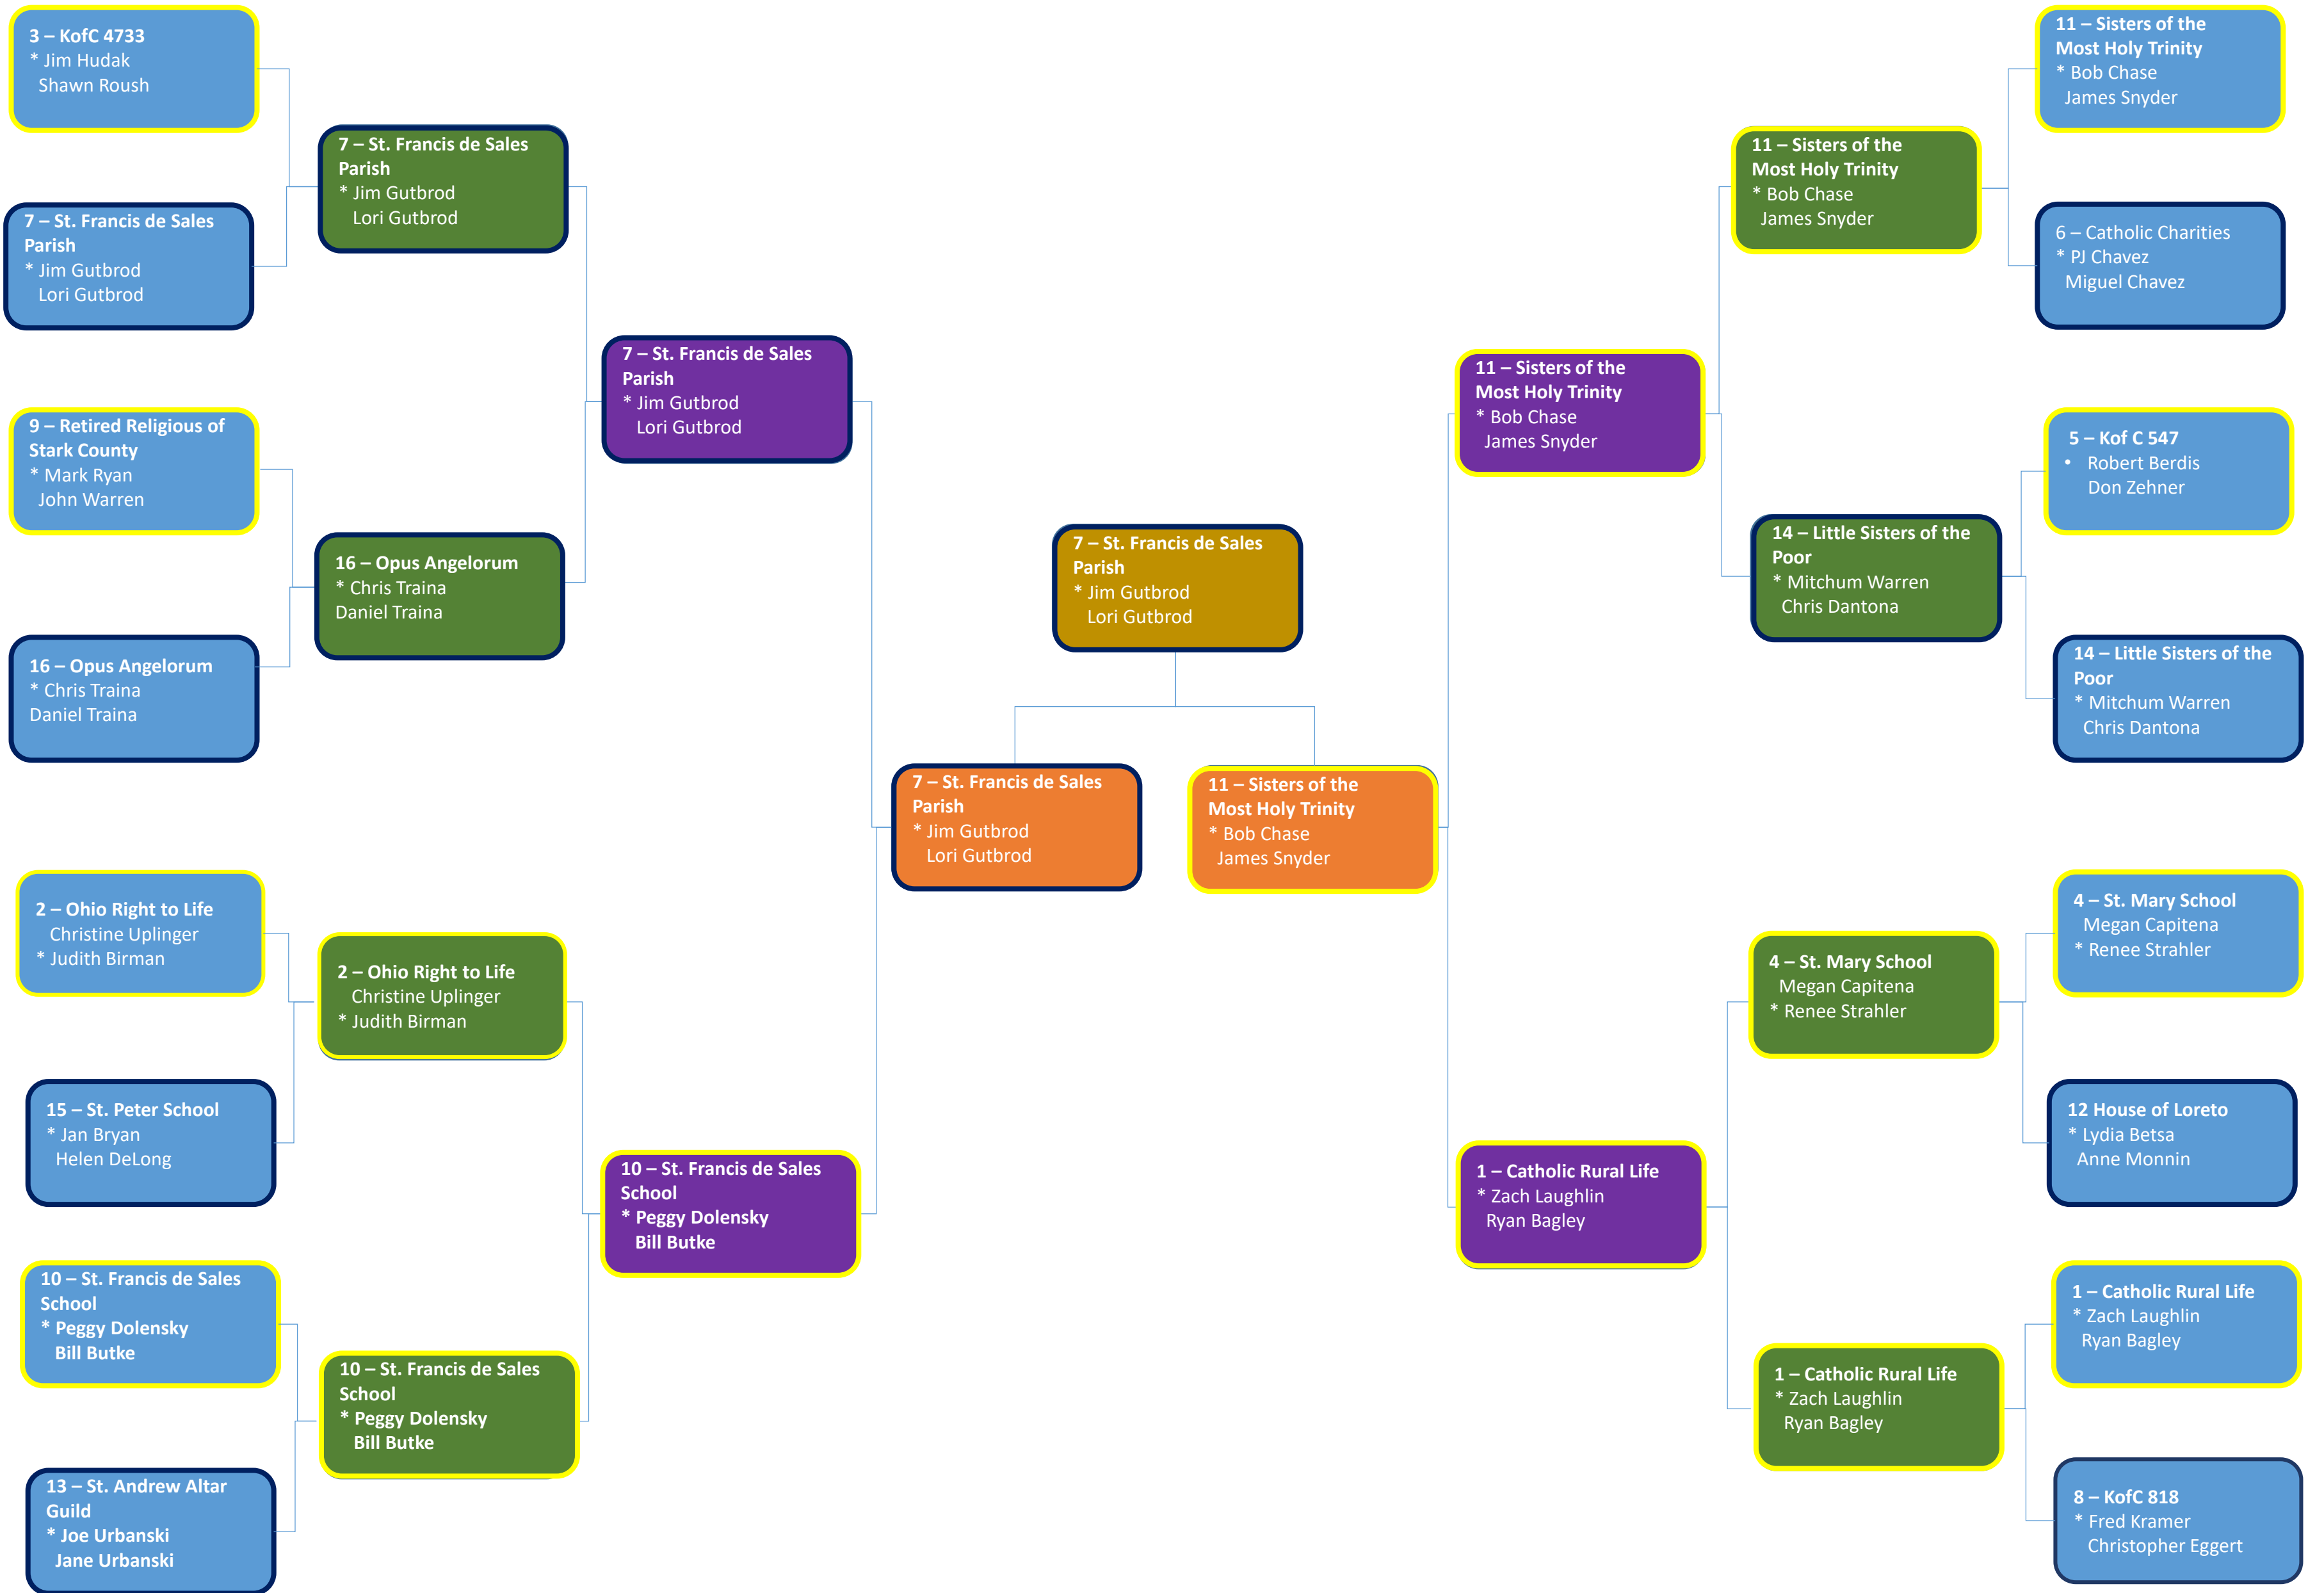 3 – KofC 4733
* Jim Hudak
Shawn Roush
7 – St. Francis de Sales
Parish
* Jim Gutbrod
Lori Gutbrod
9 – Retired Religious of
Stark County
* Mark Ryan
John Warren
16 – Opus Angelorum
* Chris Traina
Daniel Traina
2 – Ohio Right to Life
Christine Uplinger
* Judith Birman
15 – St. Peter School
* Jan Bryan
Helen DeLong
10 – St. Francis de Sales
School
* Peggy Dolensky
Bill Butke
13 – St. Andrew Altar
Guild
* Joe Urbanski
Jane Urbanski
7 – St. Francis de Sales
Parish
* Jim Gutbrod
Lori Gutbrod
16 – Opus Angelorum
* Chris Traina
Daniel Traina
2 – Ohio Right to Life
Christine Uplinger
* Judith Birman
10 – St. Francis de Sales
School
* Peggy Dolensky
Bill Butke
7 – St. Francis de Sales
Parish
* Jim Gutbrod
Lori Gutbrod
10 – St. Francis de Sales
School
* Peggy Dolensky
Bill Butke
7 – St. Francis de Sales
Parish
* Jim Gutbrod
Lori Gutbrod
7 – St. Francis de Sales
Parish
* Jim Gutbrod
Lori Gutbrod
11 – Sisters of the
Most Holy Trinity
* Bob Chase
James Snyder
11 – Sisters of the
Most Holy Trinity
* Bob Chase
James Snyder
1 – Catholic Rural Life
* Zach Laughlin
Ryan Bagley
11 – Sisters of the
Most Holy Trinity
* Bob Chase
James Snyder
14 – Little Sisters of the
Poor
* Mitchum Warren
Chris Dantona
4 – St. Mary School
Megan Capitena
* Renee Strahler
1 – Catholic Rural Life
* Zach Laughlin
Ryan Bagley
11 – Sisters of the
Most Holy Trinity
* Bob Chase
James Snyder
6 – Catholic Charities
* PJ Chavez
Miguel Chavez
5 – Kof C 547
• Robert Berdis
Don Zehner
14 – Little Sisters of the
Poor
* Mitchum Warren
Chris Dantona
4 – St. Mary School
Megan Capitena
* Renee Strahler
12 House of Loreto
* Lydia Betsa
Anne Monnin
1 – Catholic Rural Life
* Zach Laughlin
Ryan Bagley
8 – KofC 818
* Fred Kramer
Christopher Eggert